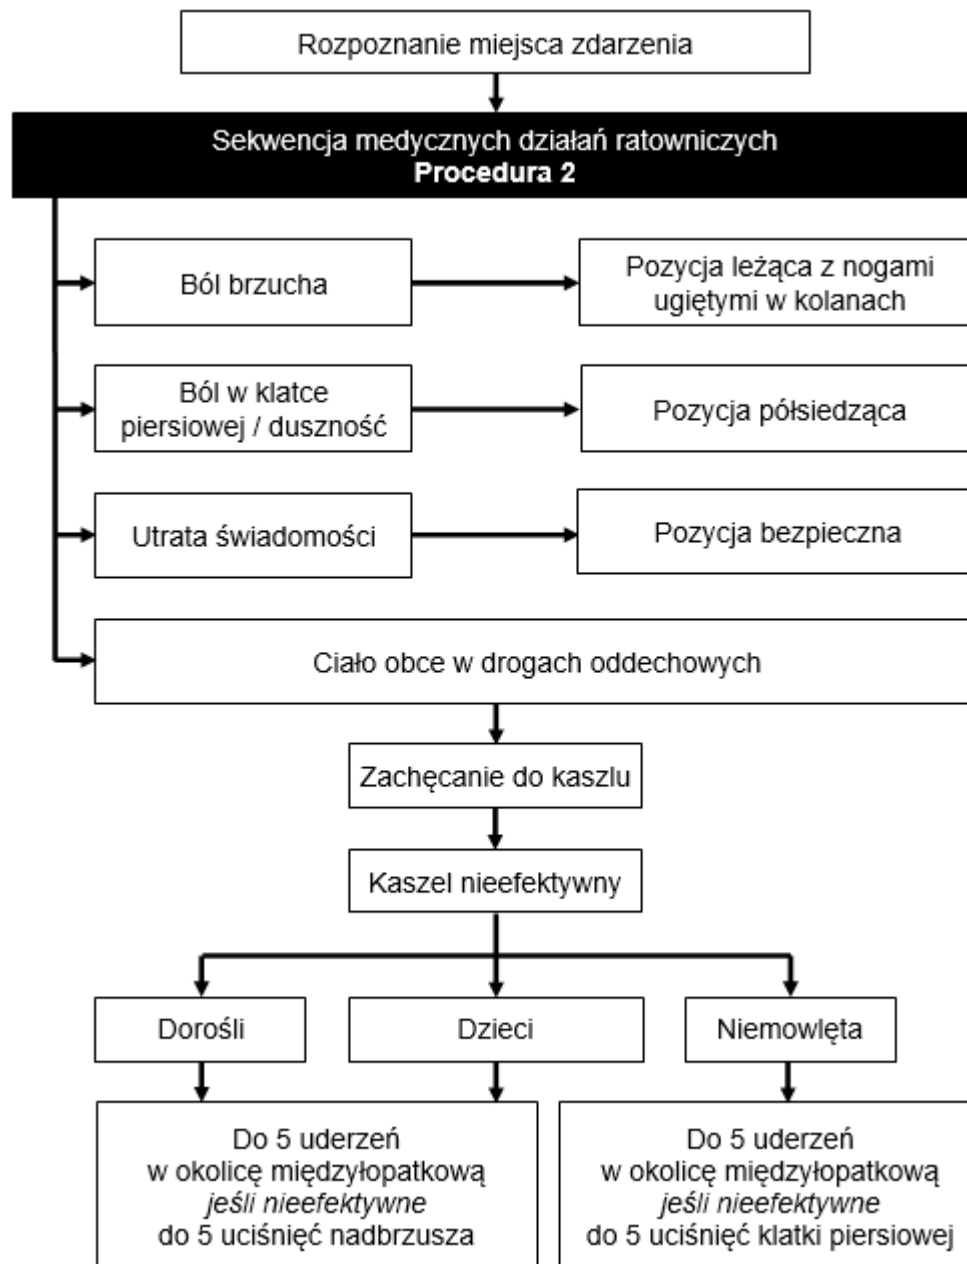 Rozpoznanie miejsca zdarzenia
Sekwencja medycznych działań ratowniczych
Procedura 2
Ból brzucha
Pozycja leżąca z nogami
ugiętymi w kolanach
Ból w klatce
piersiowej / duszność
Pozycja półsiedząca
Utrata świadomości
Pozycja bezpieczna
Ciało obce w drogach oddechowych
Zachęcanie do kaszlu
Kaszel nieefektywny
Dorośli
Dzieci
Niemowlęta
Do 5 uderzeń
w okolicę międzyłopatkową
jeśli nieefektywne
do 5 uciśnięć nadbrzusza
Do 5 uderzeń
w okolicę międzyłopatkową
jeśli nieefektywne
do 5 uciśnięć klatki piersiowej